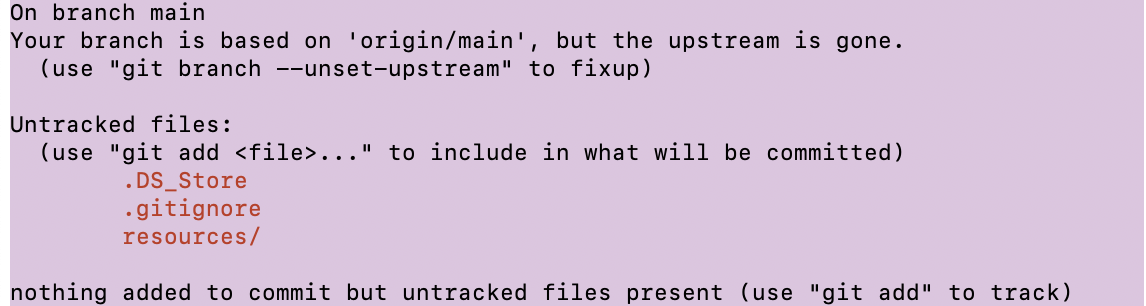 On branch main
Your branch is based on 'origin/main', but the upstream is gone.
  (use "git branch --unset-upstream" to fixup)

Untracked files:
  (use "git add <file>..." to include in what will be committed)
        .DS_Store
        .gitignore
        resources/

nothing added to commit but untracked files present (use "git add" to track)